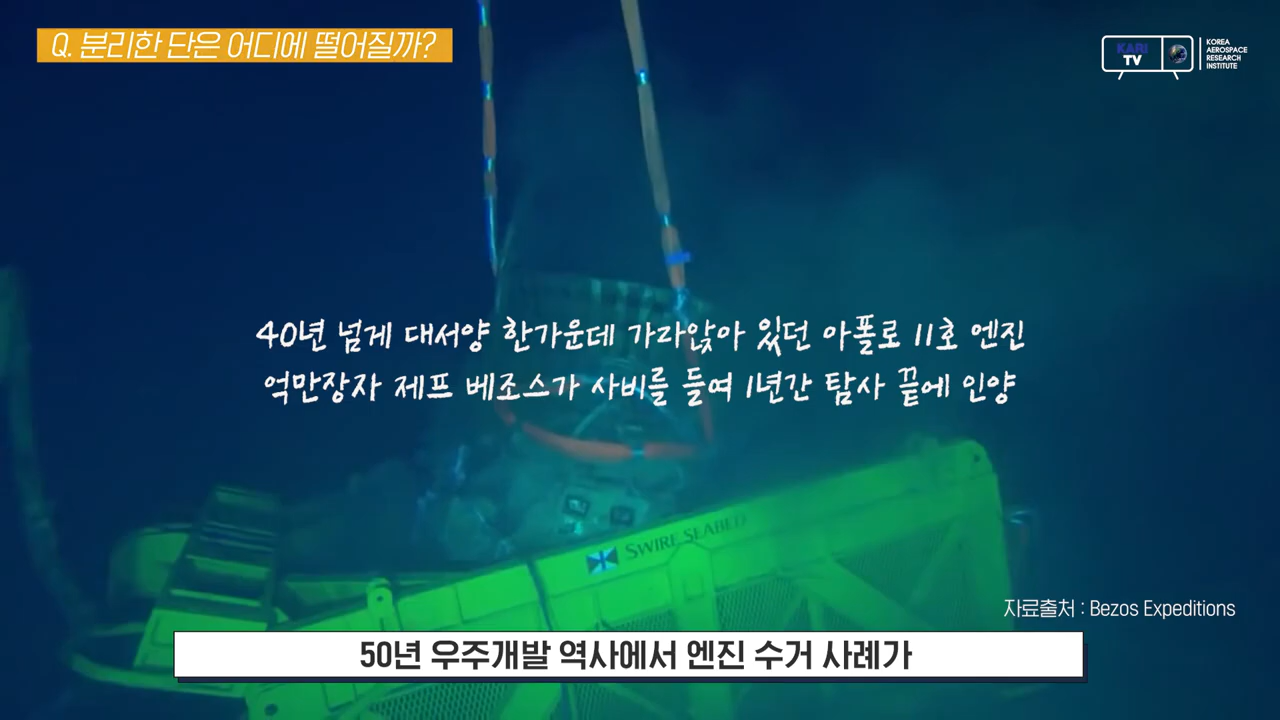 Q. 분리한 단은 어디에 떨어질까?
KARI
TV
KOREA
AEROSPACE
RESEARCH
INSTITUTE
40년 넘게 대서양 한가운데 가라앉아 있던 아폴로 11호 엔진
억만장자 제프 베조스가 사비를 들여 1년간 탐사 끝에 인양
SWIRE SEABED
자료출처 : Bezos Expeditions
50년 우주개발 역사에서 엔진 수거 사례가